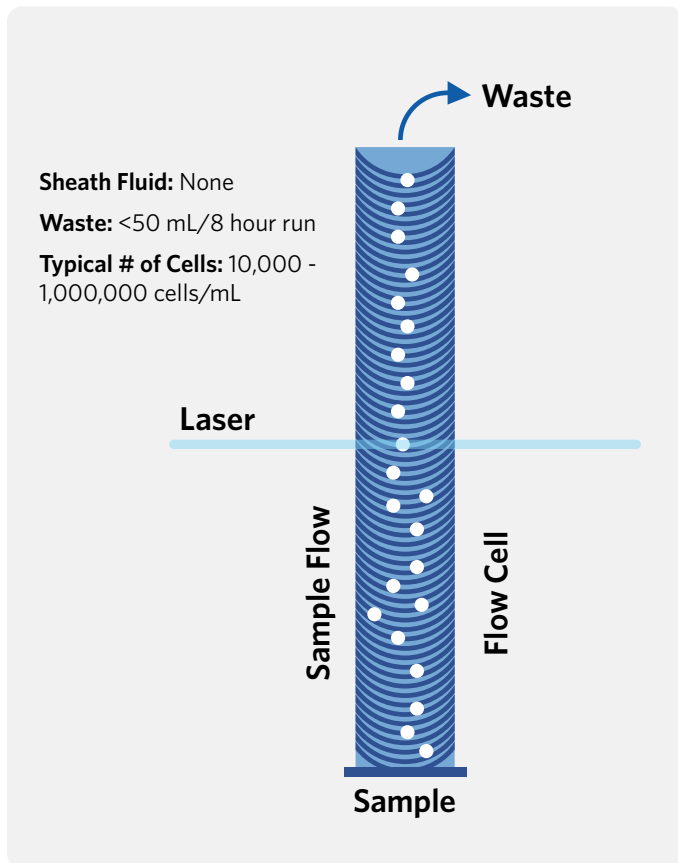 Waste
Sheath Fluid: None
Waste: <50 mL/8 hour run
Typical # of Cells: 10,000 -
1,000,000 cells/mL
Laser
Sample Flow
Flow Cell
Sample